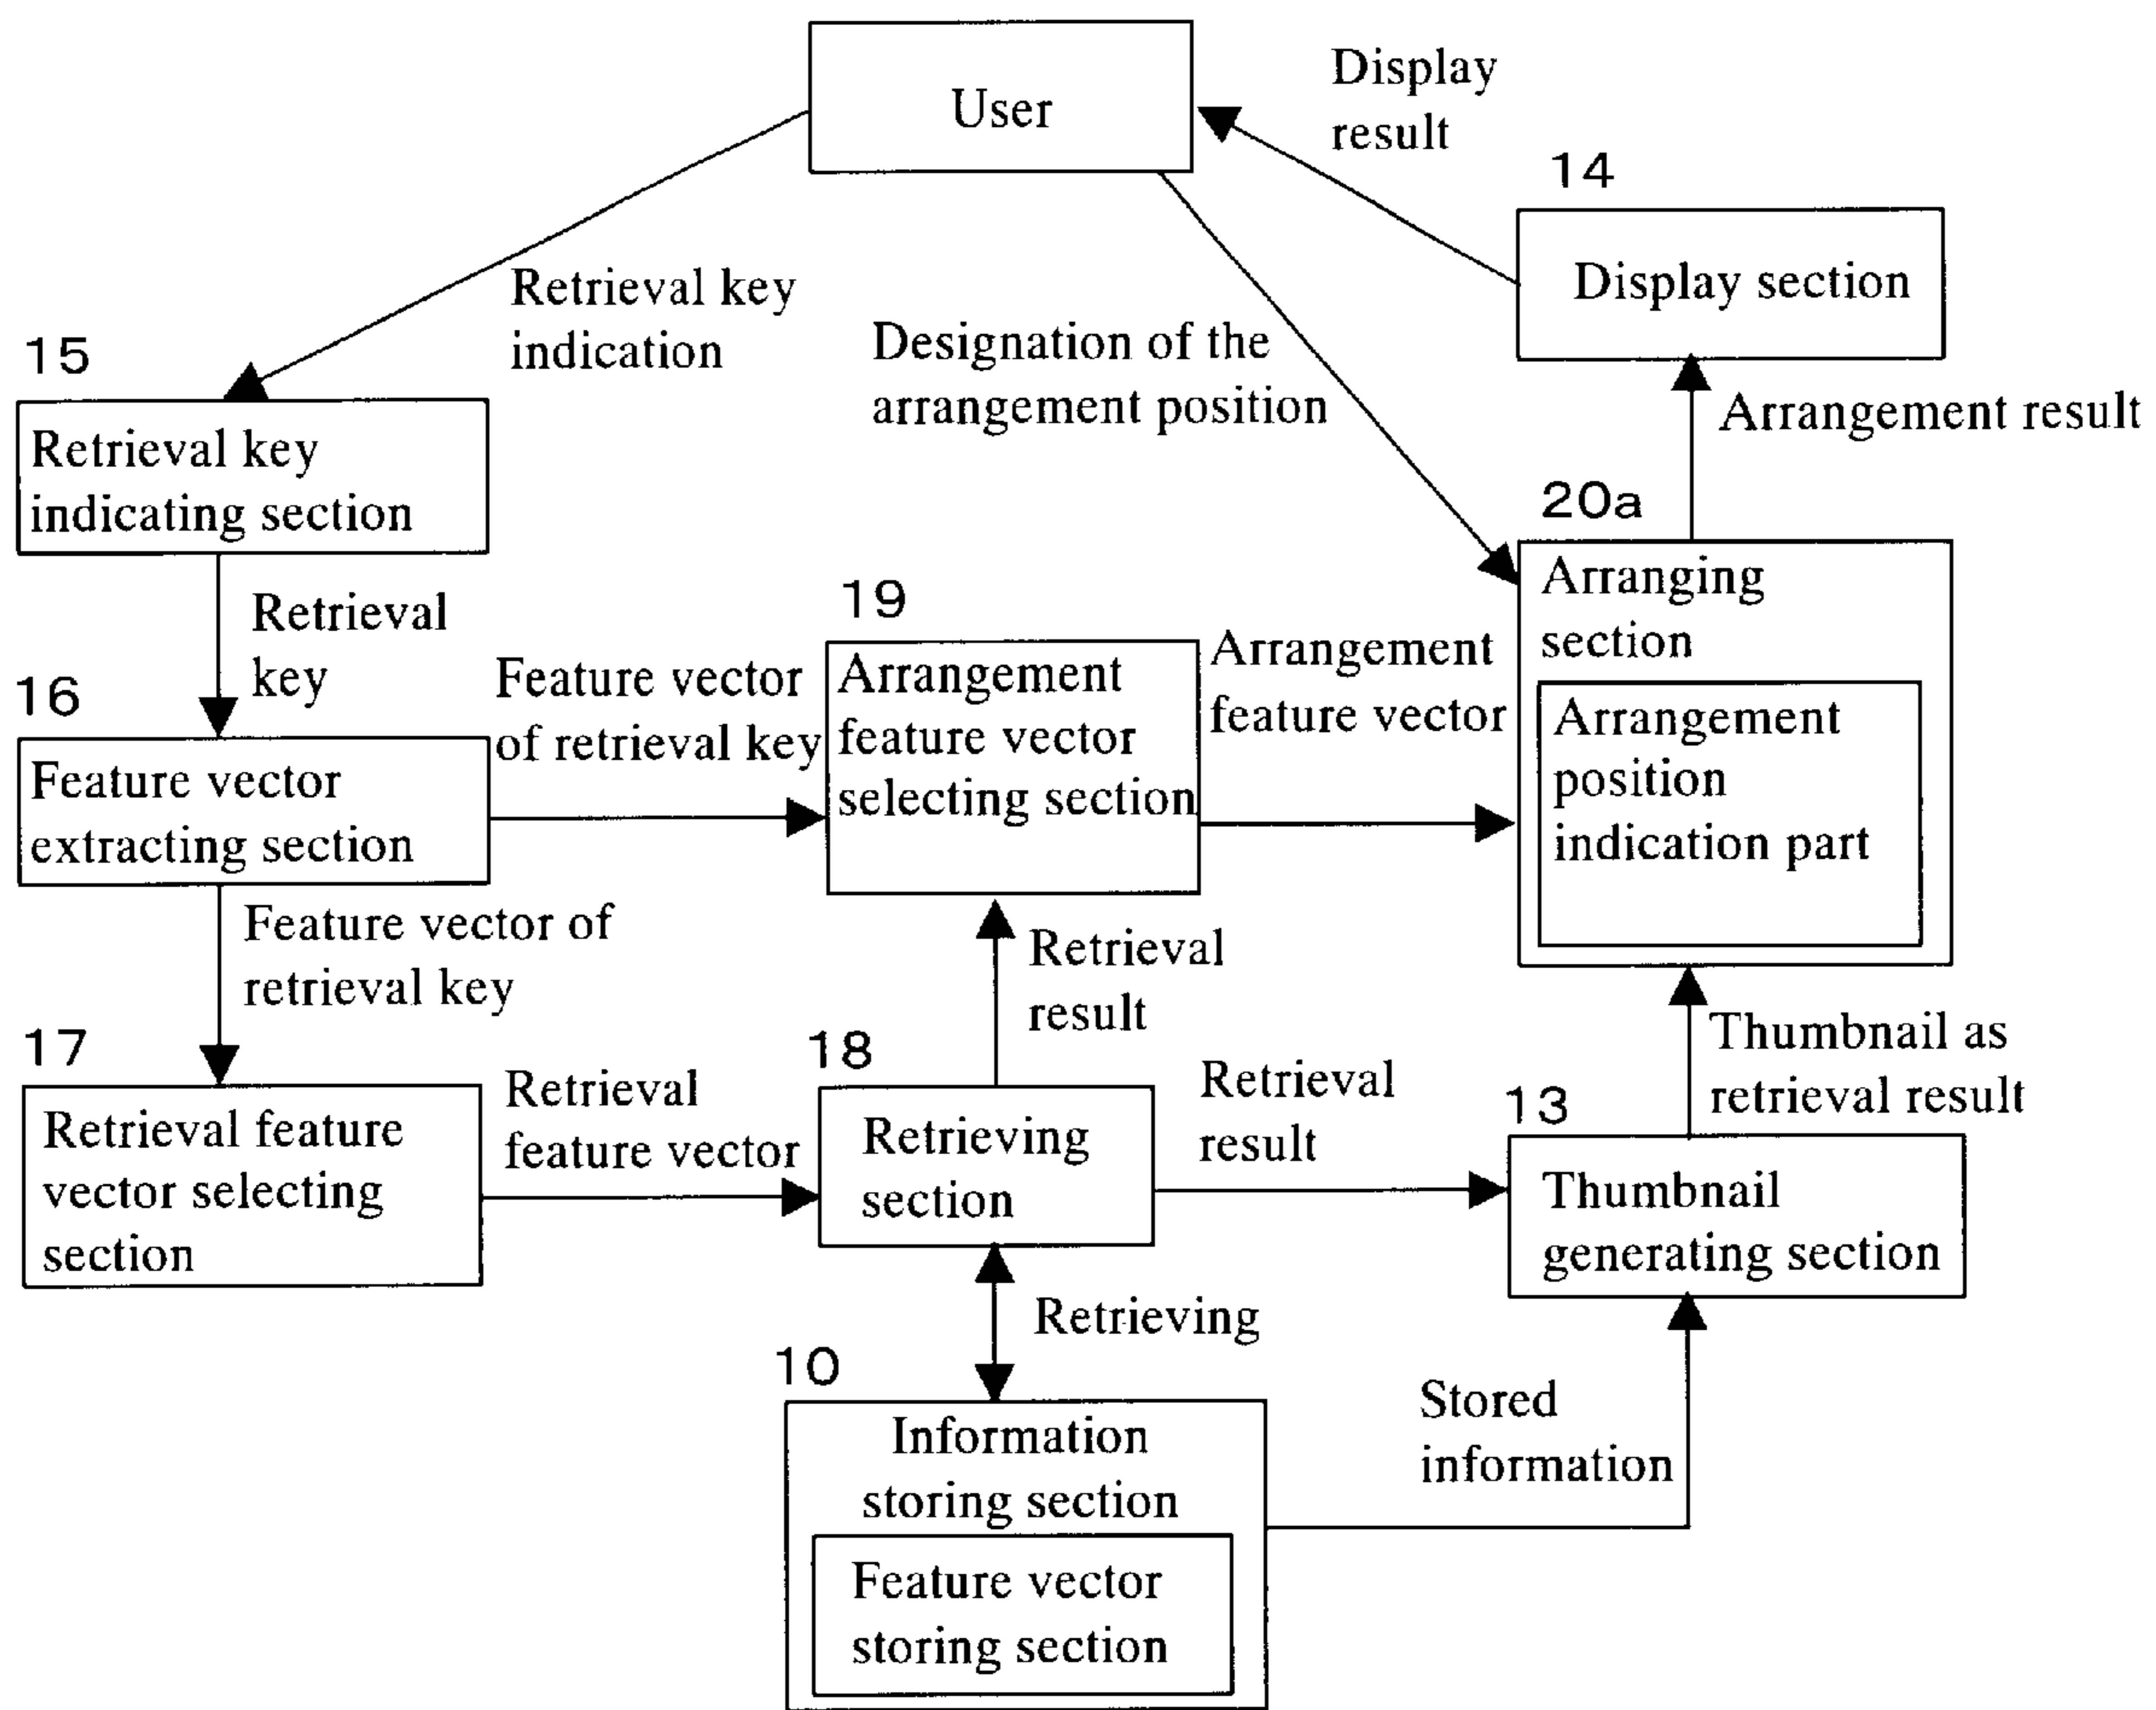 User
Display
result
14
Display section
Retrieval key
indication
Designation of the
arrangement position
Arrangement result
15
Retrieval key
indicating section
20a
Arranging
section
Arrangement
position
indication part
Retrieval
key
19
Arrangement
feature vector
selecting section
Arrangement
feature vector
16
Feature vector
of retrieval key
Feature vector
extracting section
Feature vector of
retrieval key
Retrieval
result
Thumbnail as
retrieval result
17
Retrieval feature
vector selecting
section
Retrieval
feature vector
18
Retrieving
section
Retrieval
result
13
Thumbnail
generating section
Retrieving
10
Information
storing section
Feature vector
storing section
Stored
information